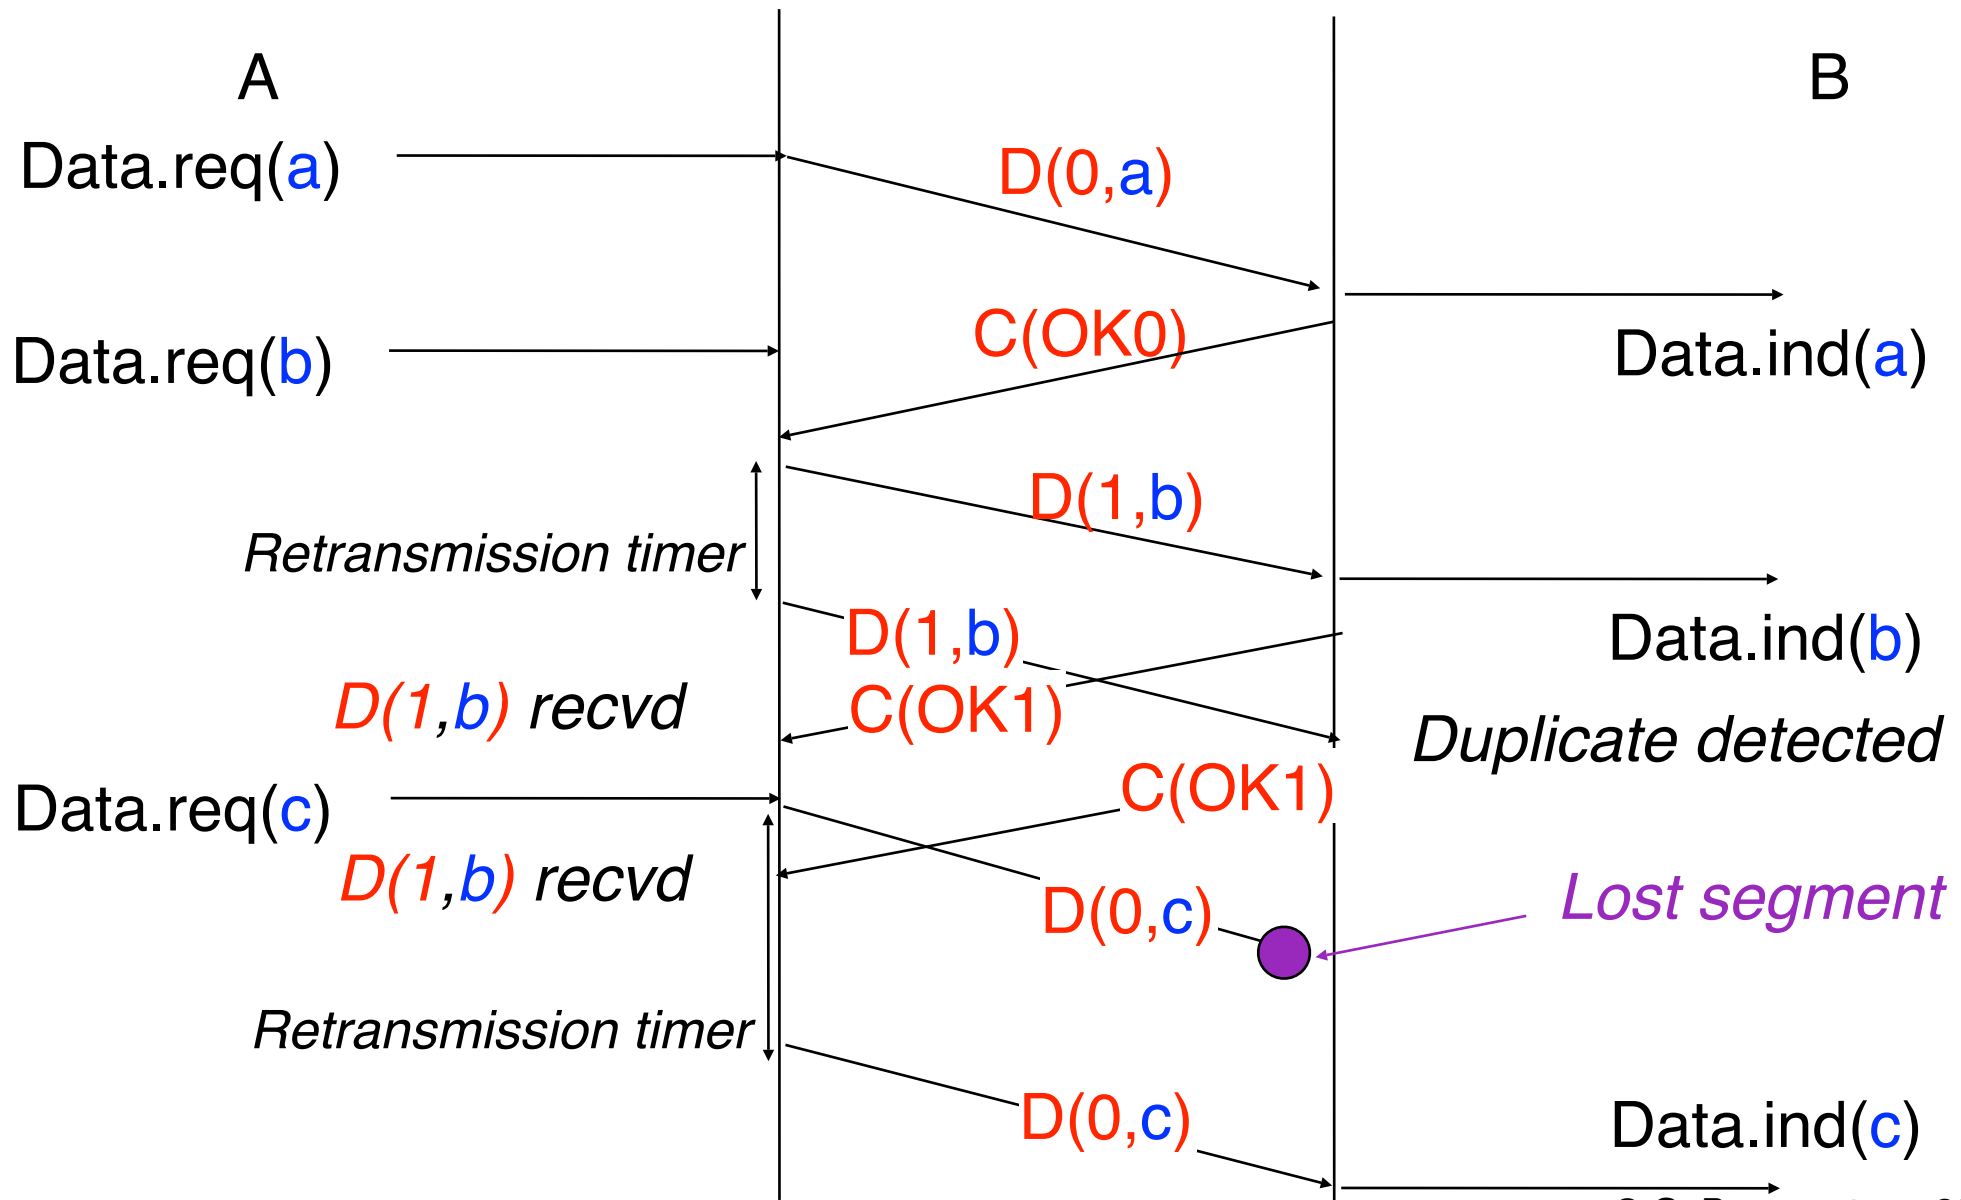 A
B
Data.req(a)
D(0,a)
C(OK0)
Data.req(b)
Data.ind(a)
D(1,b)
Retransmission timer
D(1,b)
Data.ind(b)
D(1,b) recvd
C(OK1)
Duplicate detected
C(OK1)
Data.req(c)
D(1,b) recvd
D(0,c)
Lost segment
Retransmission timer
D(0,c)
Data.ind(c)